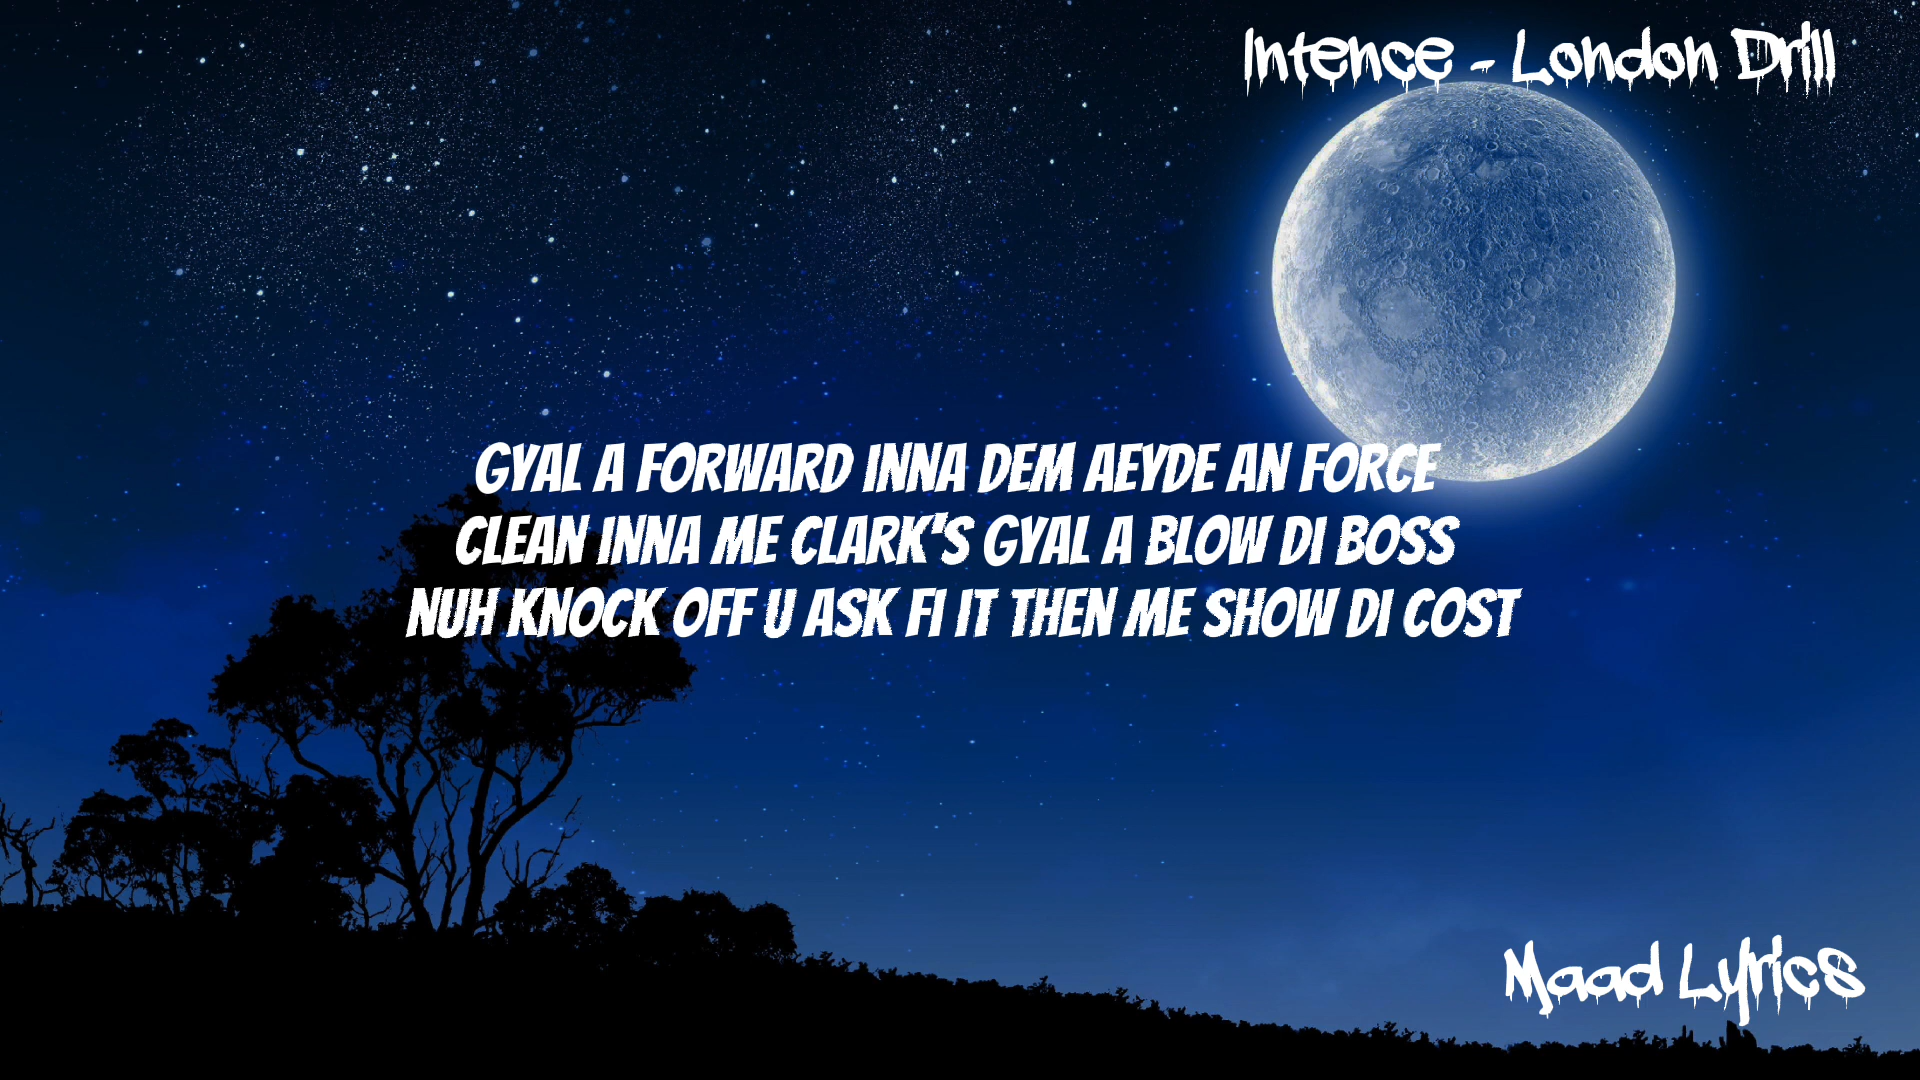 Intence - London Drill
GYAL A FORWARD INNA DEM AEYDE AN FORCE
CLEAN INNA ME CLARK'S GYAL A BLOW DI BOSS
NUH KNOCK OFF U ASK FI IT THEN ME SHOW DI COST
Maad Lyrics